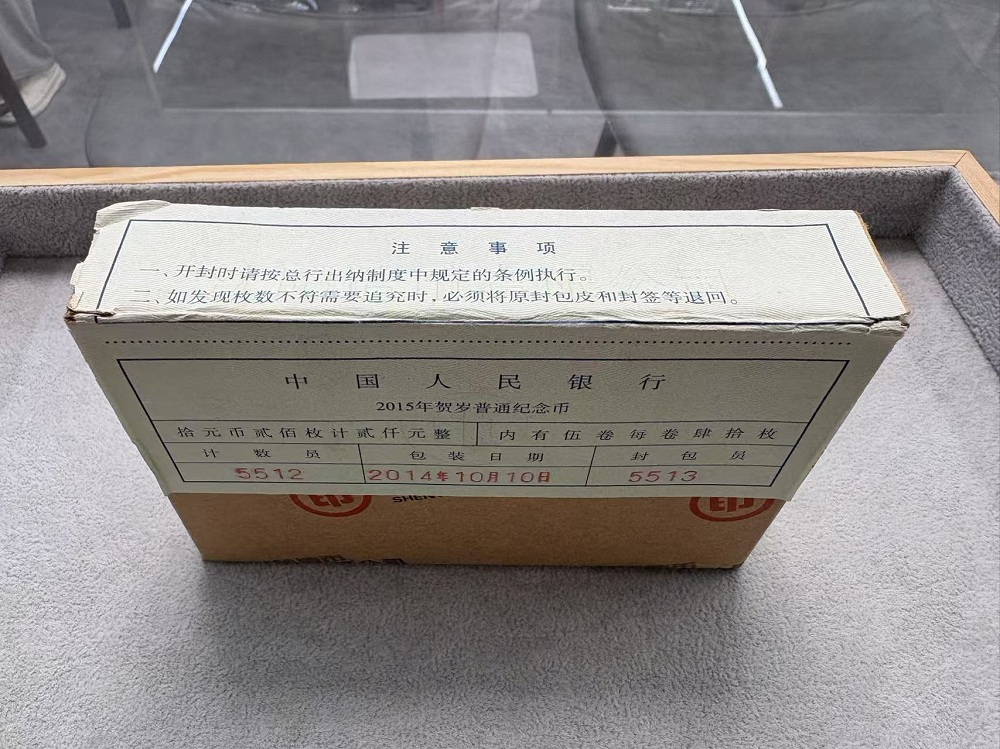 注意事项
一、开封时请按总行出纳制度中规定的条例执行。
二、如发现枚数不符需要追究时，必须将原封包皮和封签等退回。
中国人民银行
2015年贺岁普通纪念币
拾元币贰佰枚计贰仟元整 内有伍卷每卷肆拾枚
计数员 包装日期 封包员
5512 2014年10月10日 5513
印 SHEN 印